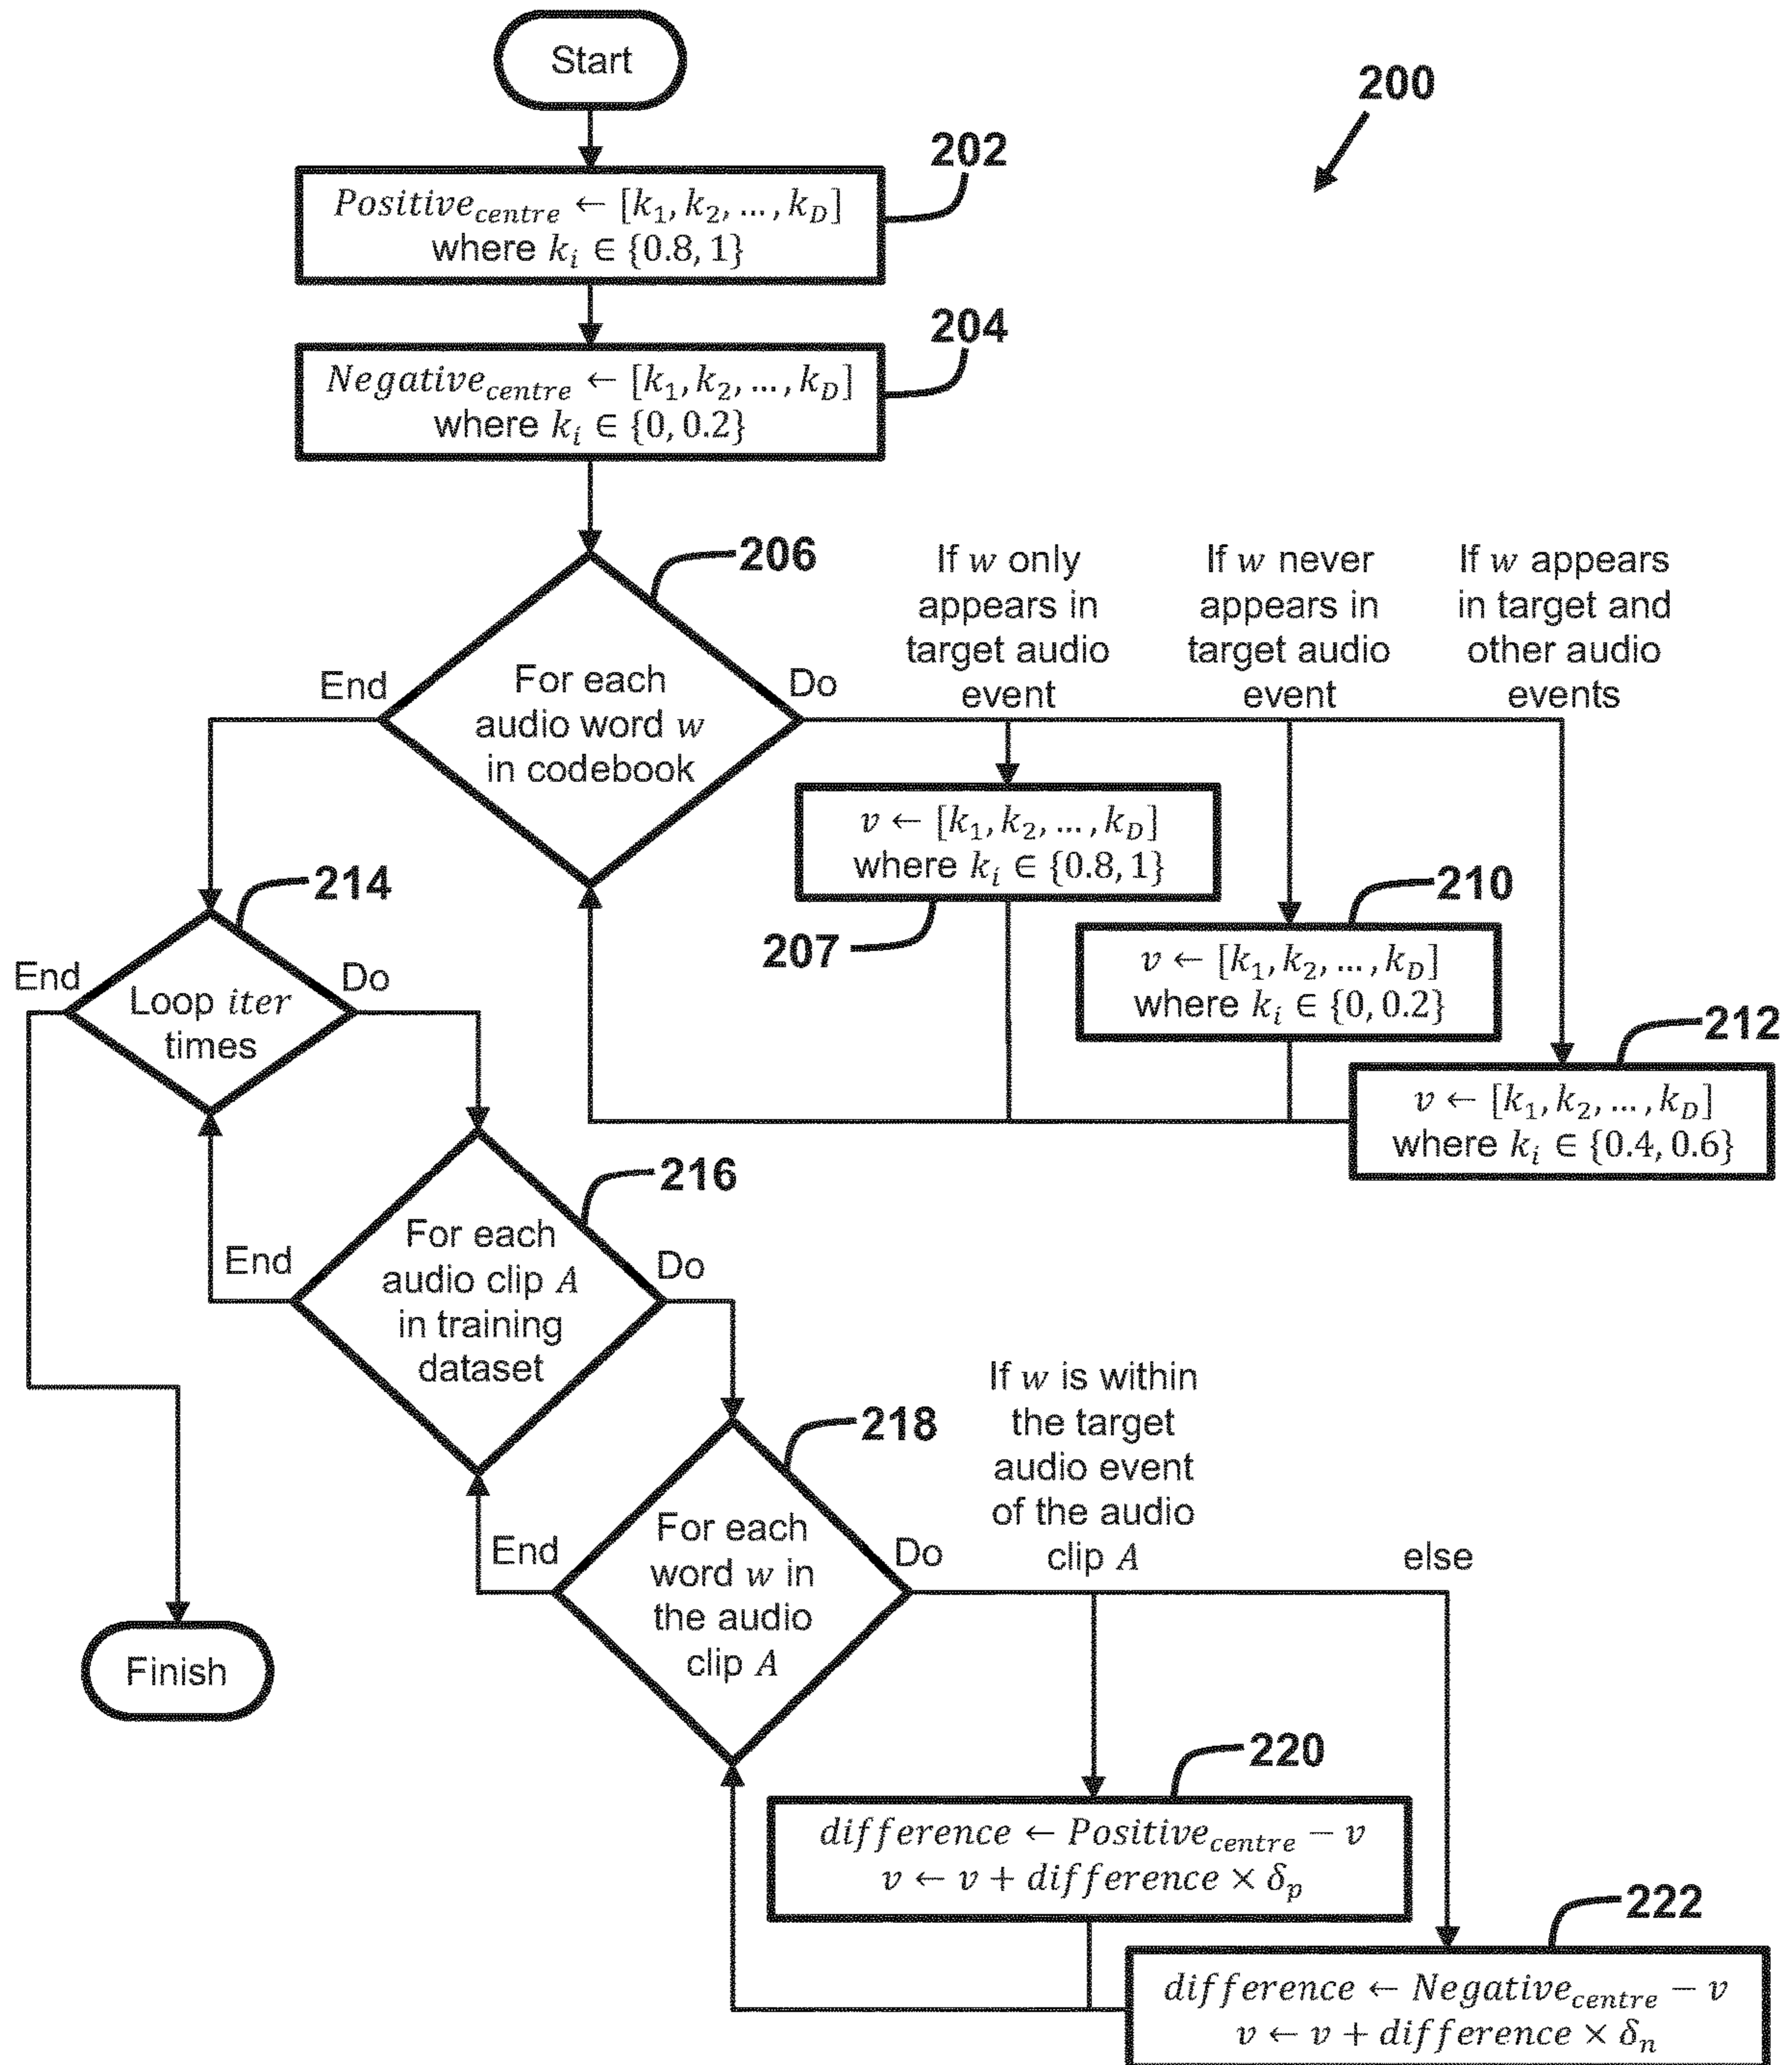 Start
200
202
Positive_centre ← [k_1, k_2, …, k_D]
where k_i ∈ {0.8, 1}
204
Negative_centre ← [k_1, k_2, …, k_D]
where k_i ∈ {0, 0.2}
206
For each
audio word w
in codebook
End
Do
If w only
appears in
target audio
event
If w never
appears in
target audio
event
If w appears
in target and
other audio
events
v ← [k_1, k_2, …, k_D]
where k_i ∈ {0.8, 1}
207
210
v ← [k_1, k_2, …, k_D]
where k_i ∈ {0, 0.2}
212
v ← [k_1, k_2, …, k_D]
where k_i ∈ {0.4, 0.6}
214
End
Do
Loop iter
times
216
For each
audio clip A
in training
dataset
End
Do
218
For each
word w in
the audio
clip A
End
Do
If w is within
the target
audio event
of the audio
clip A
else
Finish
220
difference ← Positive_centre − v
v ← v + difference × δ_p
222
difference ← Negative_centre − v
v ← v + difference × δ_n